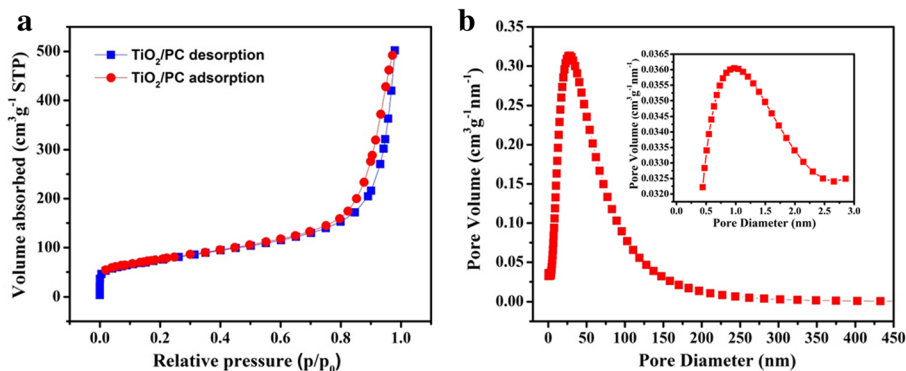 a
TiO2/PC desorption
TiO2/PC adsorption
Volume absorbed (cm3g-1 STP)
500
400
300
200
100
0
0.0 0.2 0.4 0.6 0.8 1.0
Relative pressure (p/p0)
b
Pore Volume (cm3g-1nm-1)
0.35
0.30
0.25
0.20
0.15
0.10
0.05
0.00
0 50 100 150 200 250 300 350 400 450
Pore Diameter (nm)
Pore Volume (cm3g-1nm-1)
0.0365
0.0360
0.0355
0.0350
0.0345
0.0340
0.0335
0.0330
0.0325
0.0320
0.0 0.5 1.0 1.5 2.0 2.5 3.0
Pore Diameter (nm)